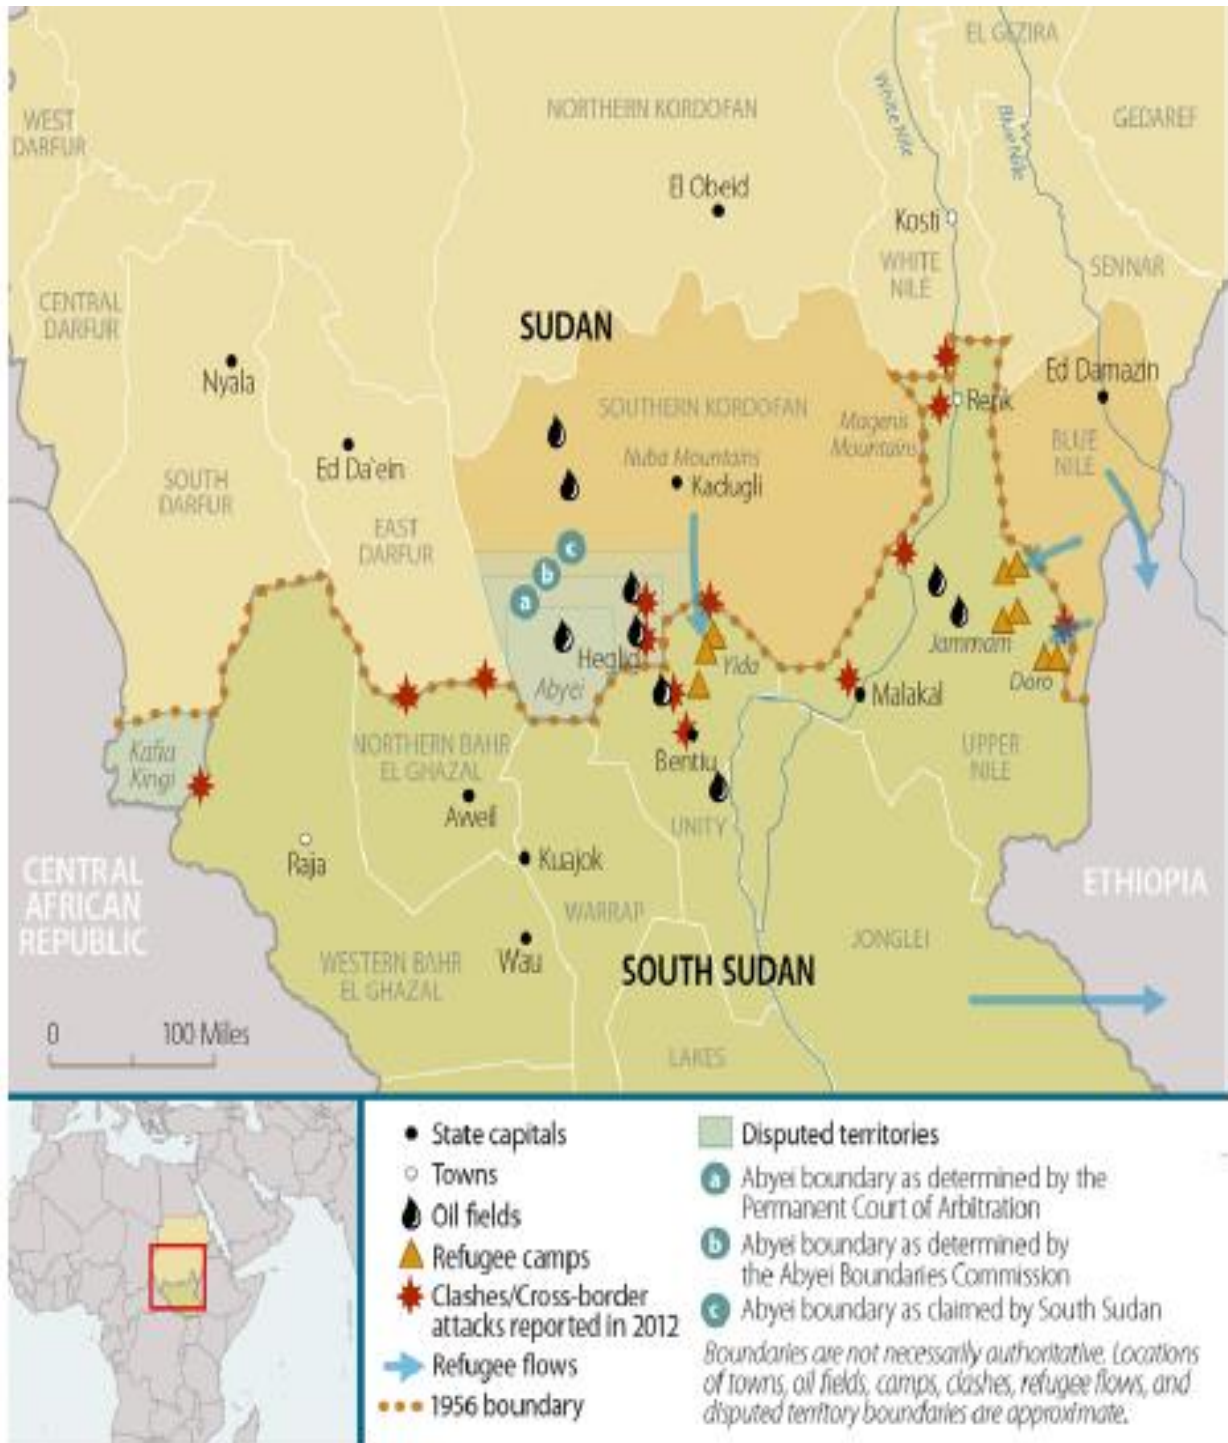 EL GEZIRA
WEST
DARFUR
NORTHERN KORDOFAN
White Nile
Blue Nile
GEDAREF
El Obeid
Kosti
WHITE
NILE
SENNAR
CENTRAL
DARFUR
SUDAN
Nyala
Ed Damazin
Renk
SOUTHERN KORDOFAN
Magenis
Mountains
BLUE
NILE
Ed Da'ein
Nuba Mountains
Kadugli
SOUTH
DARFUR
EAST
DARFUR
c
b
a
Heglig
Abyei
Yida
Jammam
Doro
Malakal
Kafia
Kingi
NORTHERN BAHR
EL GHAZAL
Bentiu
UPPER
NILE
Aweil
UNITY
Raja
Kuajok
CENTRAL
AFRICAN
REPUBLIC
ETHIOPIA
WARRAP
JONGLEI
WESTERN BAHR
EL GHAZAL
Wau
SOUTH SUDAN
0 100 Miles
LAKES
State capitals
Towns
Oil fields
Refugee camps
Clashes/Cross-border
attacks reported in 2012
Refugee flows
1956 boundary
Disputed territories
a Abyei boundary as determined by the
Permanent Court of Arbitration
b Abyei boundary as determined by
the Abyei Boundaries Commission
c Abyei boundary as claimed by South Sudan
Boundaries are not necessarily authoritative. Locations
of towns, oil fields, camps, clashes, refugee flows, and
disputed territory boundaries are approximate.